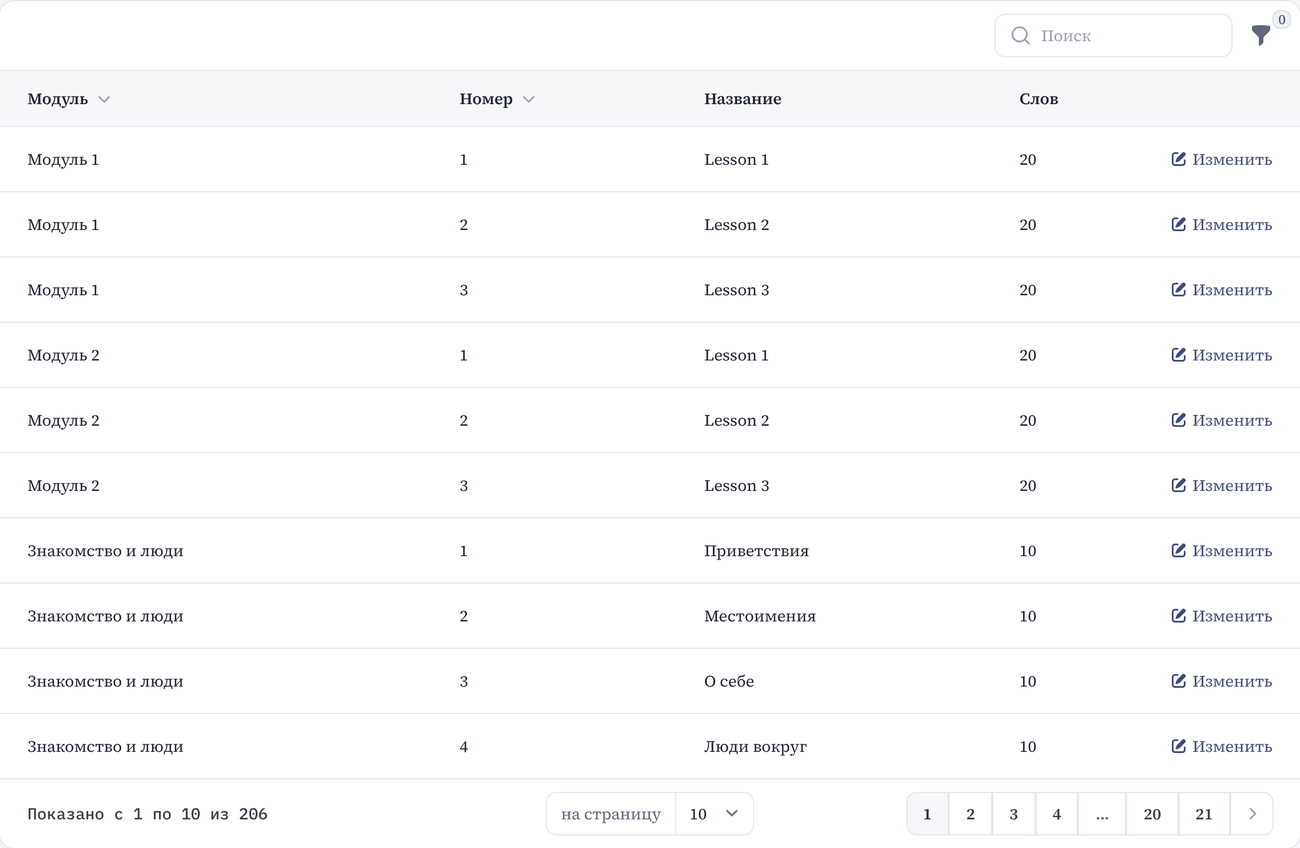 0
Поиск
Модуль Номер Название Слов
Модуль 1 1 Lesson 1 20 Изменить
Модуль 1 2 Lesson 2 20 Изменить
Модуль 1 3 Lesson 3 20 Изменить
Модуль 2 1 Lesson 1 20 Изменить
Модуль 2 2 Lesson 2 20 Изменить
Модуль 2 3 Lesson 3 20 Изменить
Знакомство и люди 1 Приветствия 10 Изменить
Знакомство и люди 2 Местоимения 10 Изменить
Знакомство и люди 3 О себе 10 Изменить
Знакомство и люди 4 Люди вокруг 10 Изменить
Показано с 1 по 10 из 206 на страницу 10 1 2 3 4 ... 20 21